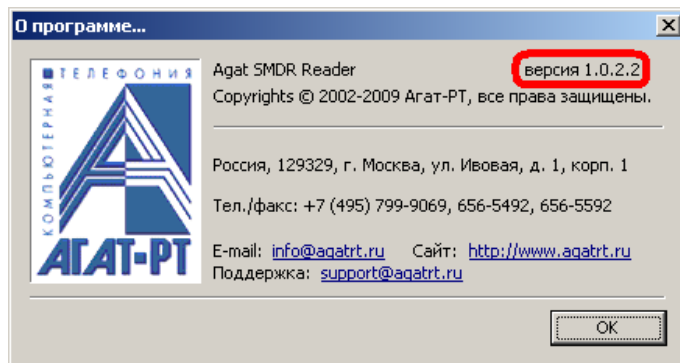 О программе...
ТЕЛЕФОНИЯ
КОМПЬЮТЕРНАЯ
АГАТ-РТ
Agat SMDR Reader версия 1.0.2.2
Copyrights © 2002-2009 Агат-РТ, все права защищены.
Россия, 129329, г. Москва, ул. Ивовая, д. 1, корп. 1
Тел./факс: +7 (495) 799-9069, 656-5492, 656-5592
E-mail: info@agatrt.ru Сайт: http://www.agatrt.ru
Поддержка: support@agatrt.ru
OK